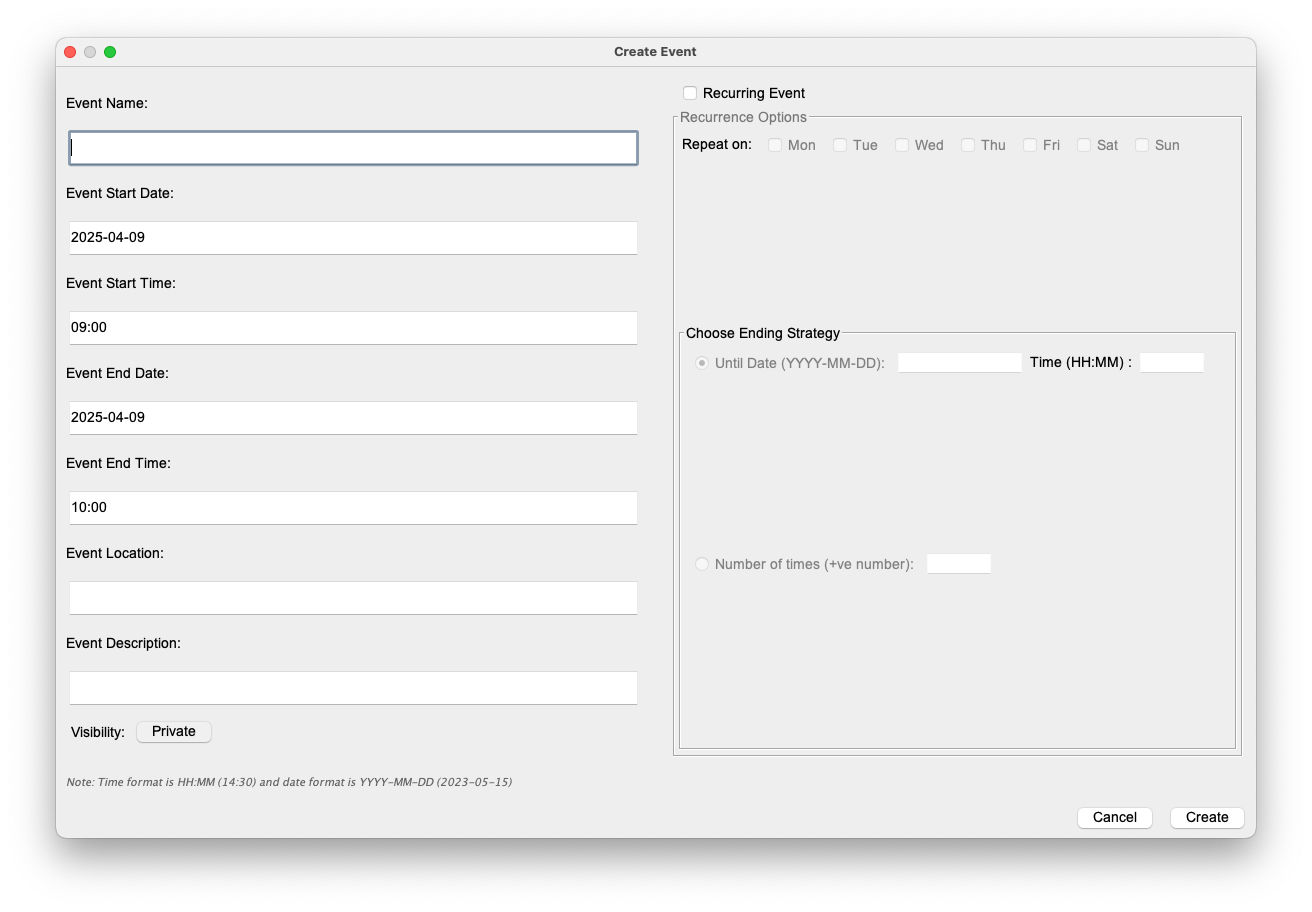 Create Event
Event Name:
Event Start Date:
2025-04-09
Event Start Time:
09:00
Event End Date:
2025-04-09
Event End Time:
10:00
Event Location:
Event Description:
Visibility: Private
Note: Time format is HH:MM (14:30) and date format is YYYY-MM-DD (2023-05-15)
Recurring Event
Recurrence Options
Repeat on: Mon Tue Wed Thu Fri Sat Sun
Choose Ending Strategy
Until Date (YYYY-MM-DD): Time (HH:MM) :
Number of times (+ve number):
Cancel Create